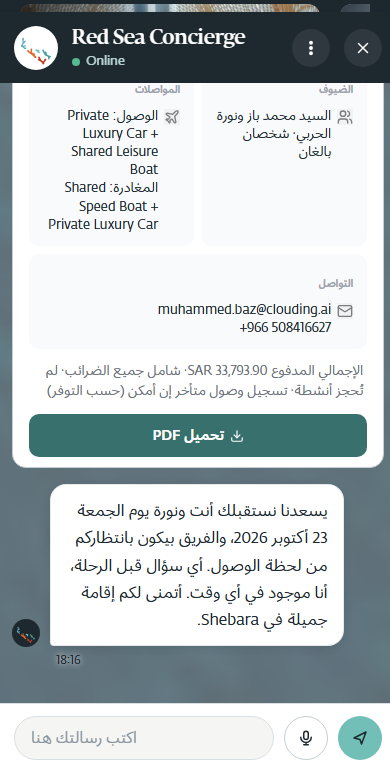 Red Sea Concierge
Online
الضيوف
السيد محمد باز ونورة
الحربي· شخصان
بالغان
المواصلات
الوصول: Private
Luxury Car +
Shared Leisure
Boat
المغادرة: Shared
Speed Boat +
Private Luxury Car
التواصل
muhammed.baz@clouding.ai
+966 508416627
الإجمالي المدفوع SAR 33,793.90· شامل جميع الضرائب· لم
تُحجز أنشطة· تسجيل وصول متأخر إن أمكن (حسب التوفر)
تحميل PDF
يسعدنا نستقبلك أنت ونورة يوم الجمعة
23 أكتوبر 2026، والفريق بيكون بانتظاركم
من لحظة الوصول. أي سؤال قبل الرحلة،
أنا موجود في أي وقت. أتمنى لكم إقامة
جميلة في Shebara.
18:16
اكتب رسالتك هنا